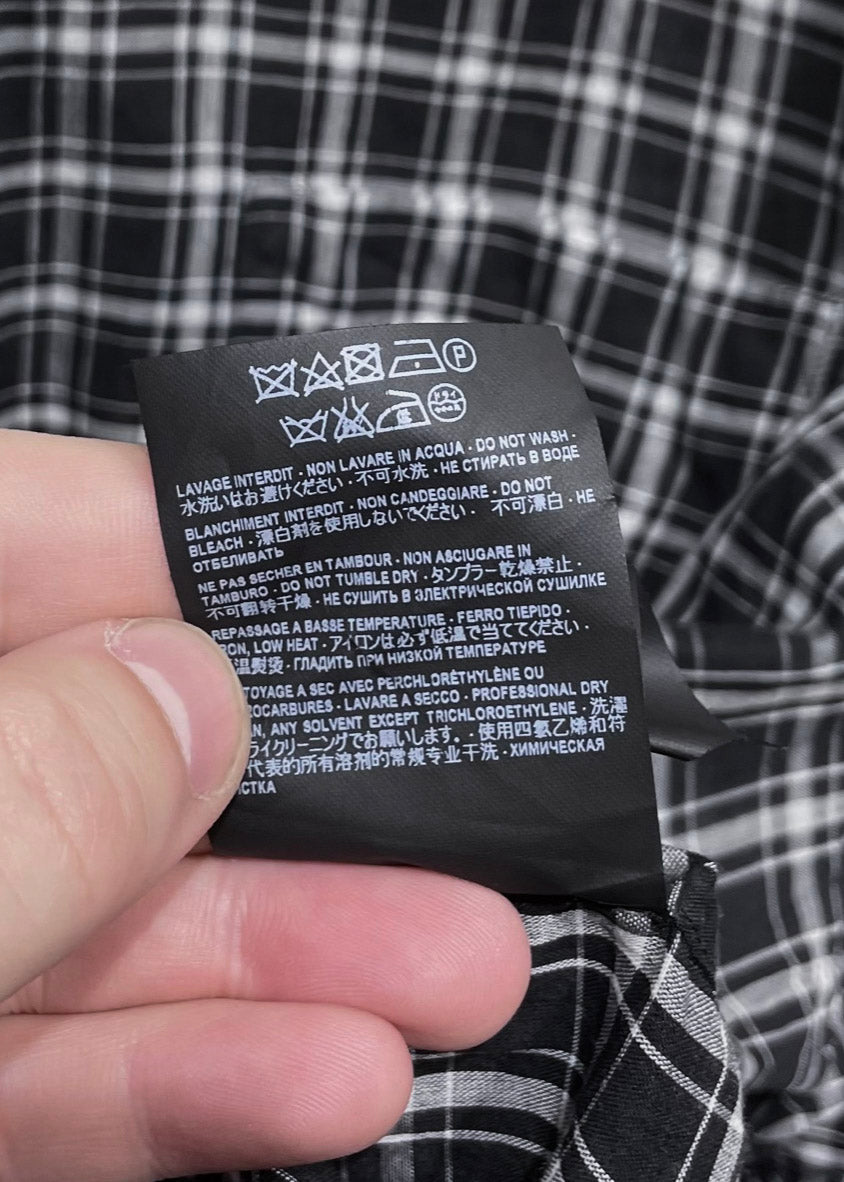 P
低
ドライ
LAVAGE INTERDIT · NON LAVARE IN ACQUA · DO NOT WASH ·
水洗いはお避けください · 不可水洗 · НЕ СТИРАТЬ В ВОДЕ
BLANCHIMENT INTERDIT · NON CANDEGGIARE · DO NOT
BLEACH ·漂白剤を使用しないでください · 不可漂白 · НЕ
ОТБЕЛИВАТЬ
NE PAS SECHER EN TAMBOUR · NON ASCIUGARE IN
TAMBURO · DO NOT TUMBLE DRY · タンブラー乾燥禁止 ·
不可翻转干燥 · НЕ СУШИТЬ В ЭЛЕКТРИЧЕСКОЙ СУШИЛКЕ
REPASSAGE A BASSE TEMPERATURE · FERRO TIEPIDO ·
RON, LOW HEAT · アイロンは必ず低温で当ててください ·
温熨烫 · ГЛАДИТЬ ПРИ НИЗКОЙ ТЕМПЕРАТУРЕ
TOYAGE A SEC AVEC PERCHLORÉTHYLÈNE OU
OCARBURES · LAVARE A SECCO · PROFESSIONAL DRY
N, ANY SOLVENT EXCEPT TRICHLOROETHYLENE · 洗濯
ライクリーニングでお願いします。· 使用四氯乙烯和符
代表的所有溶剂的常规专业干洗 · ХИМИЧЕСКАЯ
СТКА